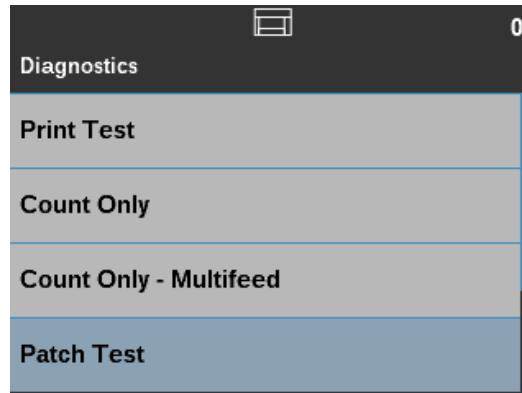 0
Diagnostics
Print Test
Count Only
Count Only - Multifeed
Patch Test